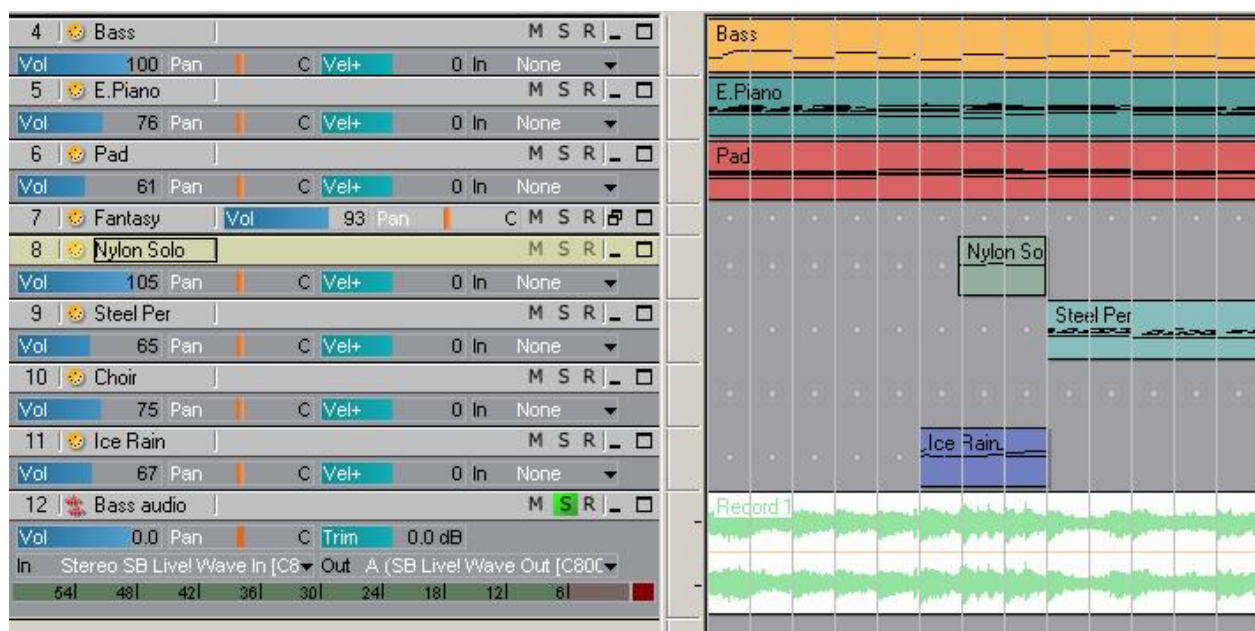 4 Bass M S R
Vol 100 Pan C Vel+ 0 In None
5 E.Piano M S R
Vol 76 Pan C Vel+ 0 In None
6 Pad M S R
Vol 61 Pan C Vel+ 0 In None
7 Fantasy Vol 93 Pan C M S R
8 Nylon Solo M S R
Vol 105 Pan C Vel+ 0 In None
9 Steel Per M S R
Vol 65 Pan C Vel+ 0 In None
10 Choir M S R
Vol 75 Pan C Vel+ 0 In None
11 Ice Rain M S R
Vol 67 Pan C Vel+ 0 In None
12 Bass audio M S R
Vol 0.0 Pan C Trim 0.0 dB
In Stereo SB Live! Wave In [C8 Out A (SB Live! Wave Out [C800
54 48 42 36 30 24 18 12 6
Bass
E.Piano
Pad
Nylon So
Steel Per
Ice Rain
Record 1